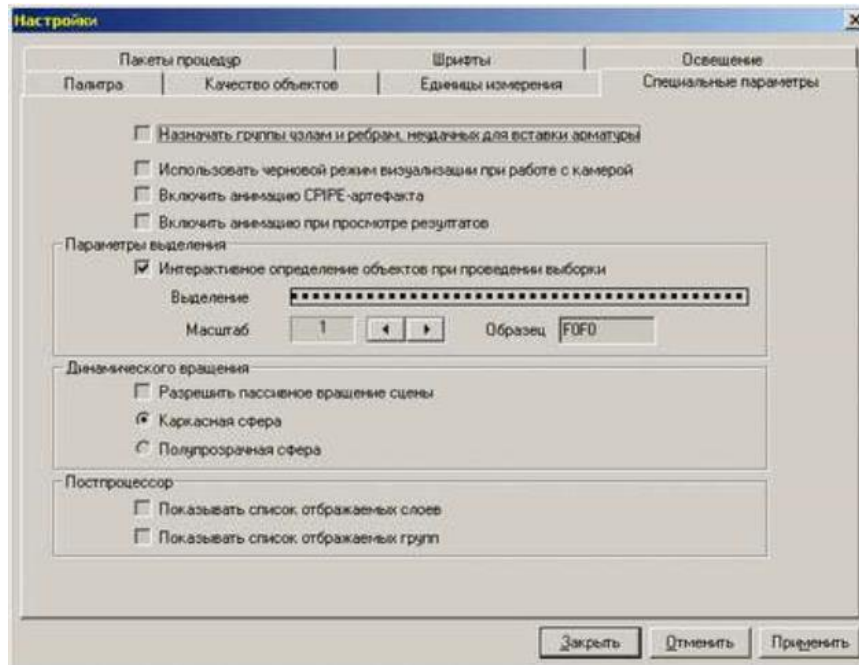 Настройки
Пакеты процедур Шрифты Освещение
Палитра Качество объектов Единицы измерения Специальные параметры
Назначать группы узлам и ребрам, неудачных для вставки арматуры
Использовать черновой режим визуализации при работе с камерой
Включить анимацию CPIPE-артефакта
Включить анимацию при просмотре резултатов
Параметры выделения
Интерактивное определение объектов при проведении выборки
Выделение
Масштаб 1 Образец F0F0
Динамического вращения
Разрешить пассивное вращение сцены
Каркасная сфера
Полупрозрачная сфера
Постпроцессор
Показывать список отбражаемых слоев
Показывать список отбражаемых групп
Закрыть Отменить Применить